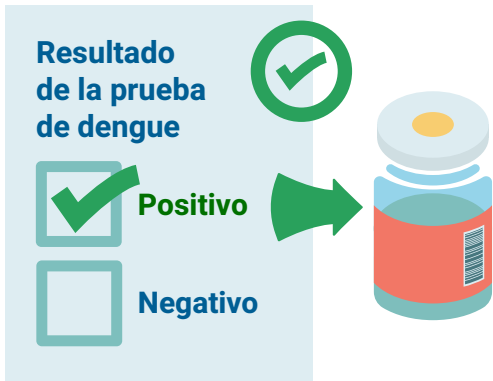 Resultado
de la prueba
de dengue
Positivo
Negativo